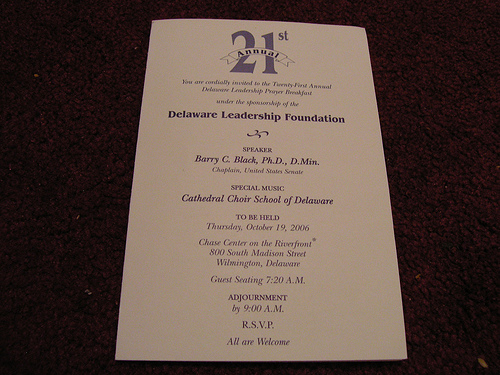 21st
Annual
You are cordially invited to the Twenty-First Annual
Delaware Leadership Prayer Breakfast
under the sponsorship of the
Delaware Leadership Foundation
SPEAKER
Barry C. Black, Ph.D., D.Min.
Chaplain, United States Senate
SPECIAL MUSIC
Cathedral Choir School of Delaware
TO BE HELD
Thursday, October 19, 2006
Chase Center on the Riverfront®
800 South Madison Street
Wilmington, Delaware
Guest Seating 7:20 A.M.
ADJOURNMENT
by 9:00 A.M.
R.S.V.P.
All are Welcome